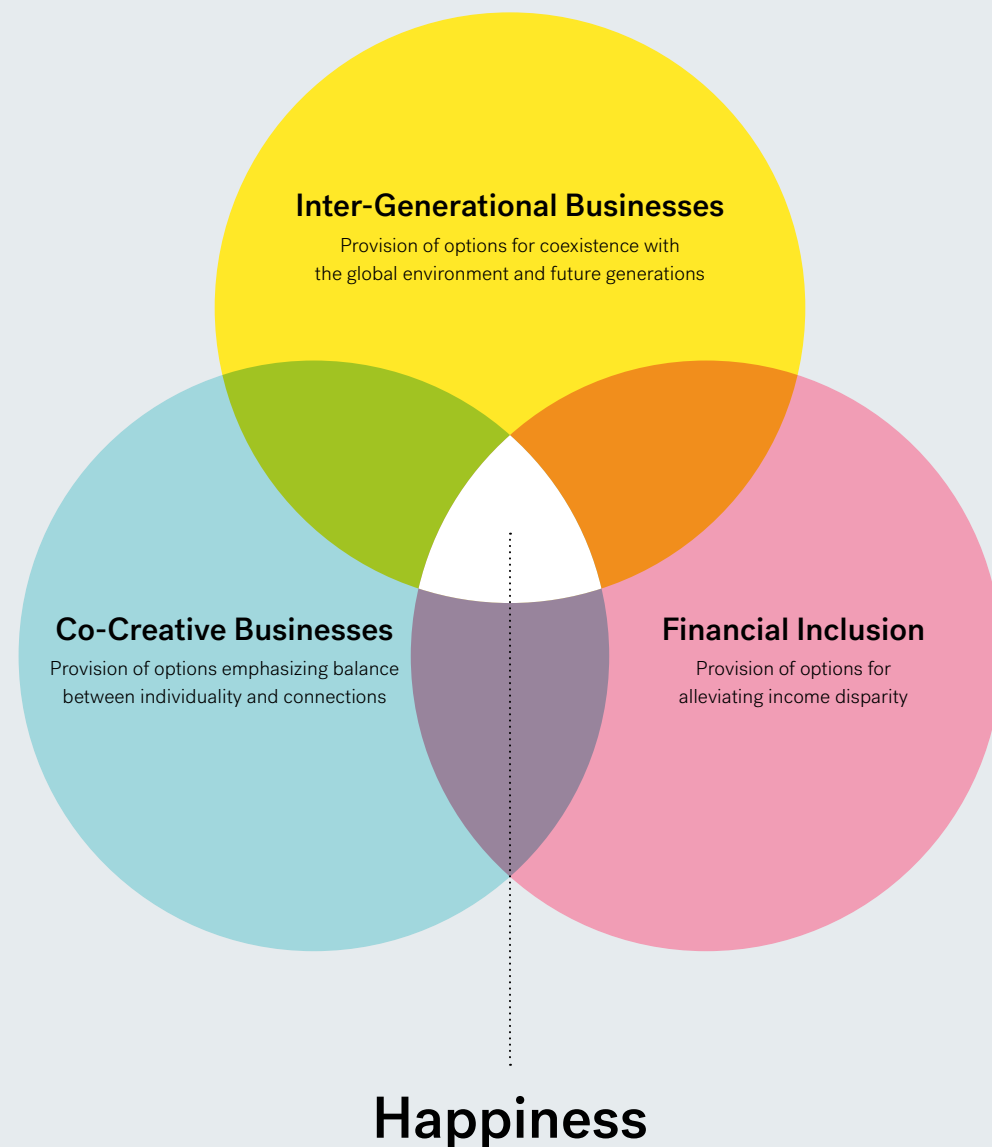 Inter-Generational Businesses
Provision of options for coexistence with
the global environment and future generations
Co-Creative Businesses
Provision of options emphasizing balance
between individuality and connections
Financial Inclusion
Provision of options for
alleviating income disparity
Happiness